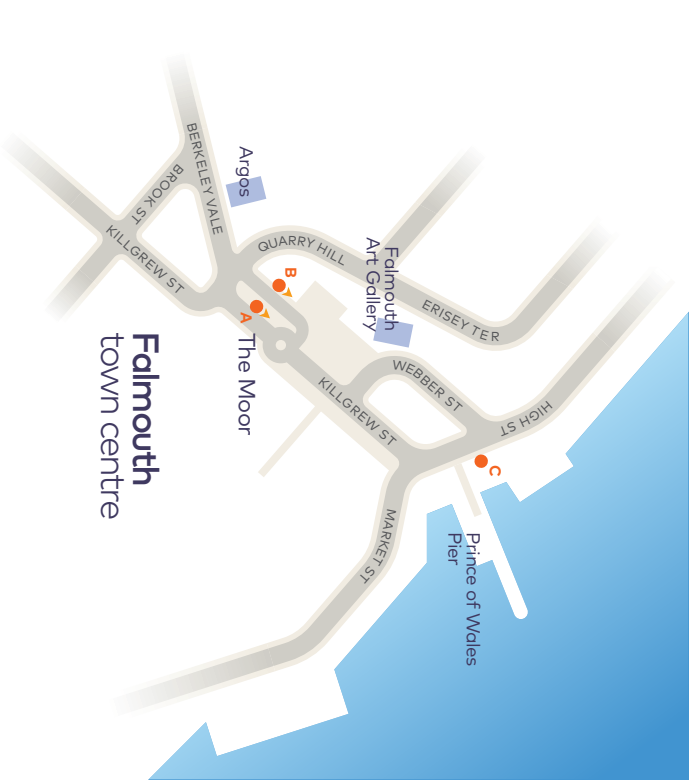 Falmouth
town centre
BERKELEY VALE
BROOK ST
KILLGREW ST
Argos
QUARRY HILL
B
A
The Moor
Falmouth
Art Gallery
ERISEY TER
WEBBER ST
KILLGREW ST
HIGH ST
C
MARKET ST
Prince of Wales
Pier